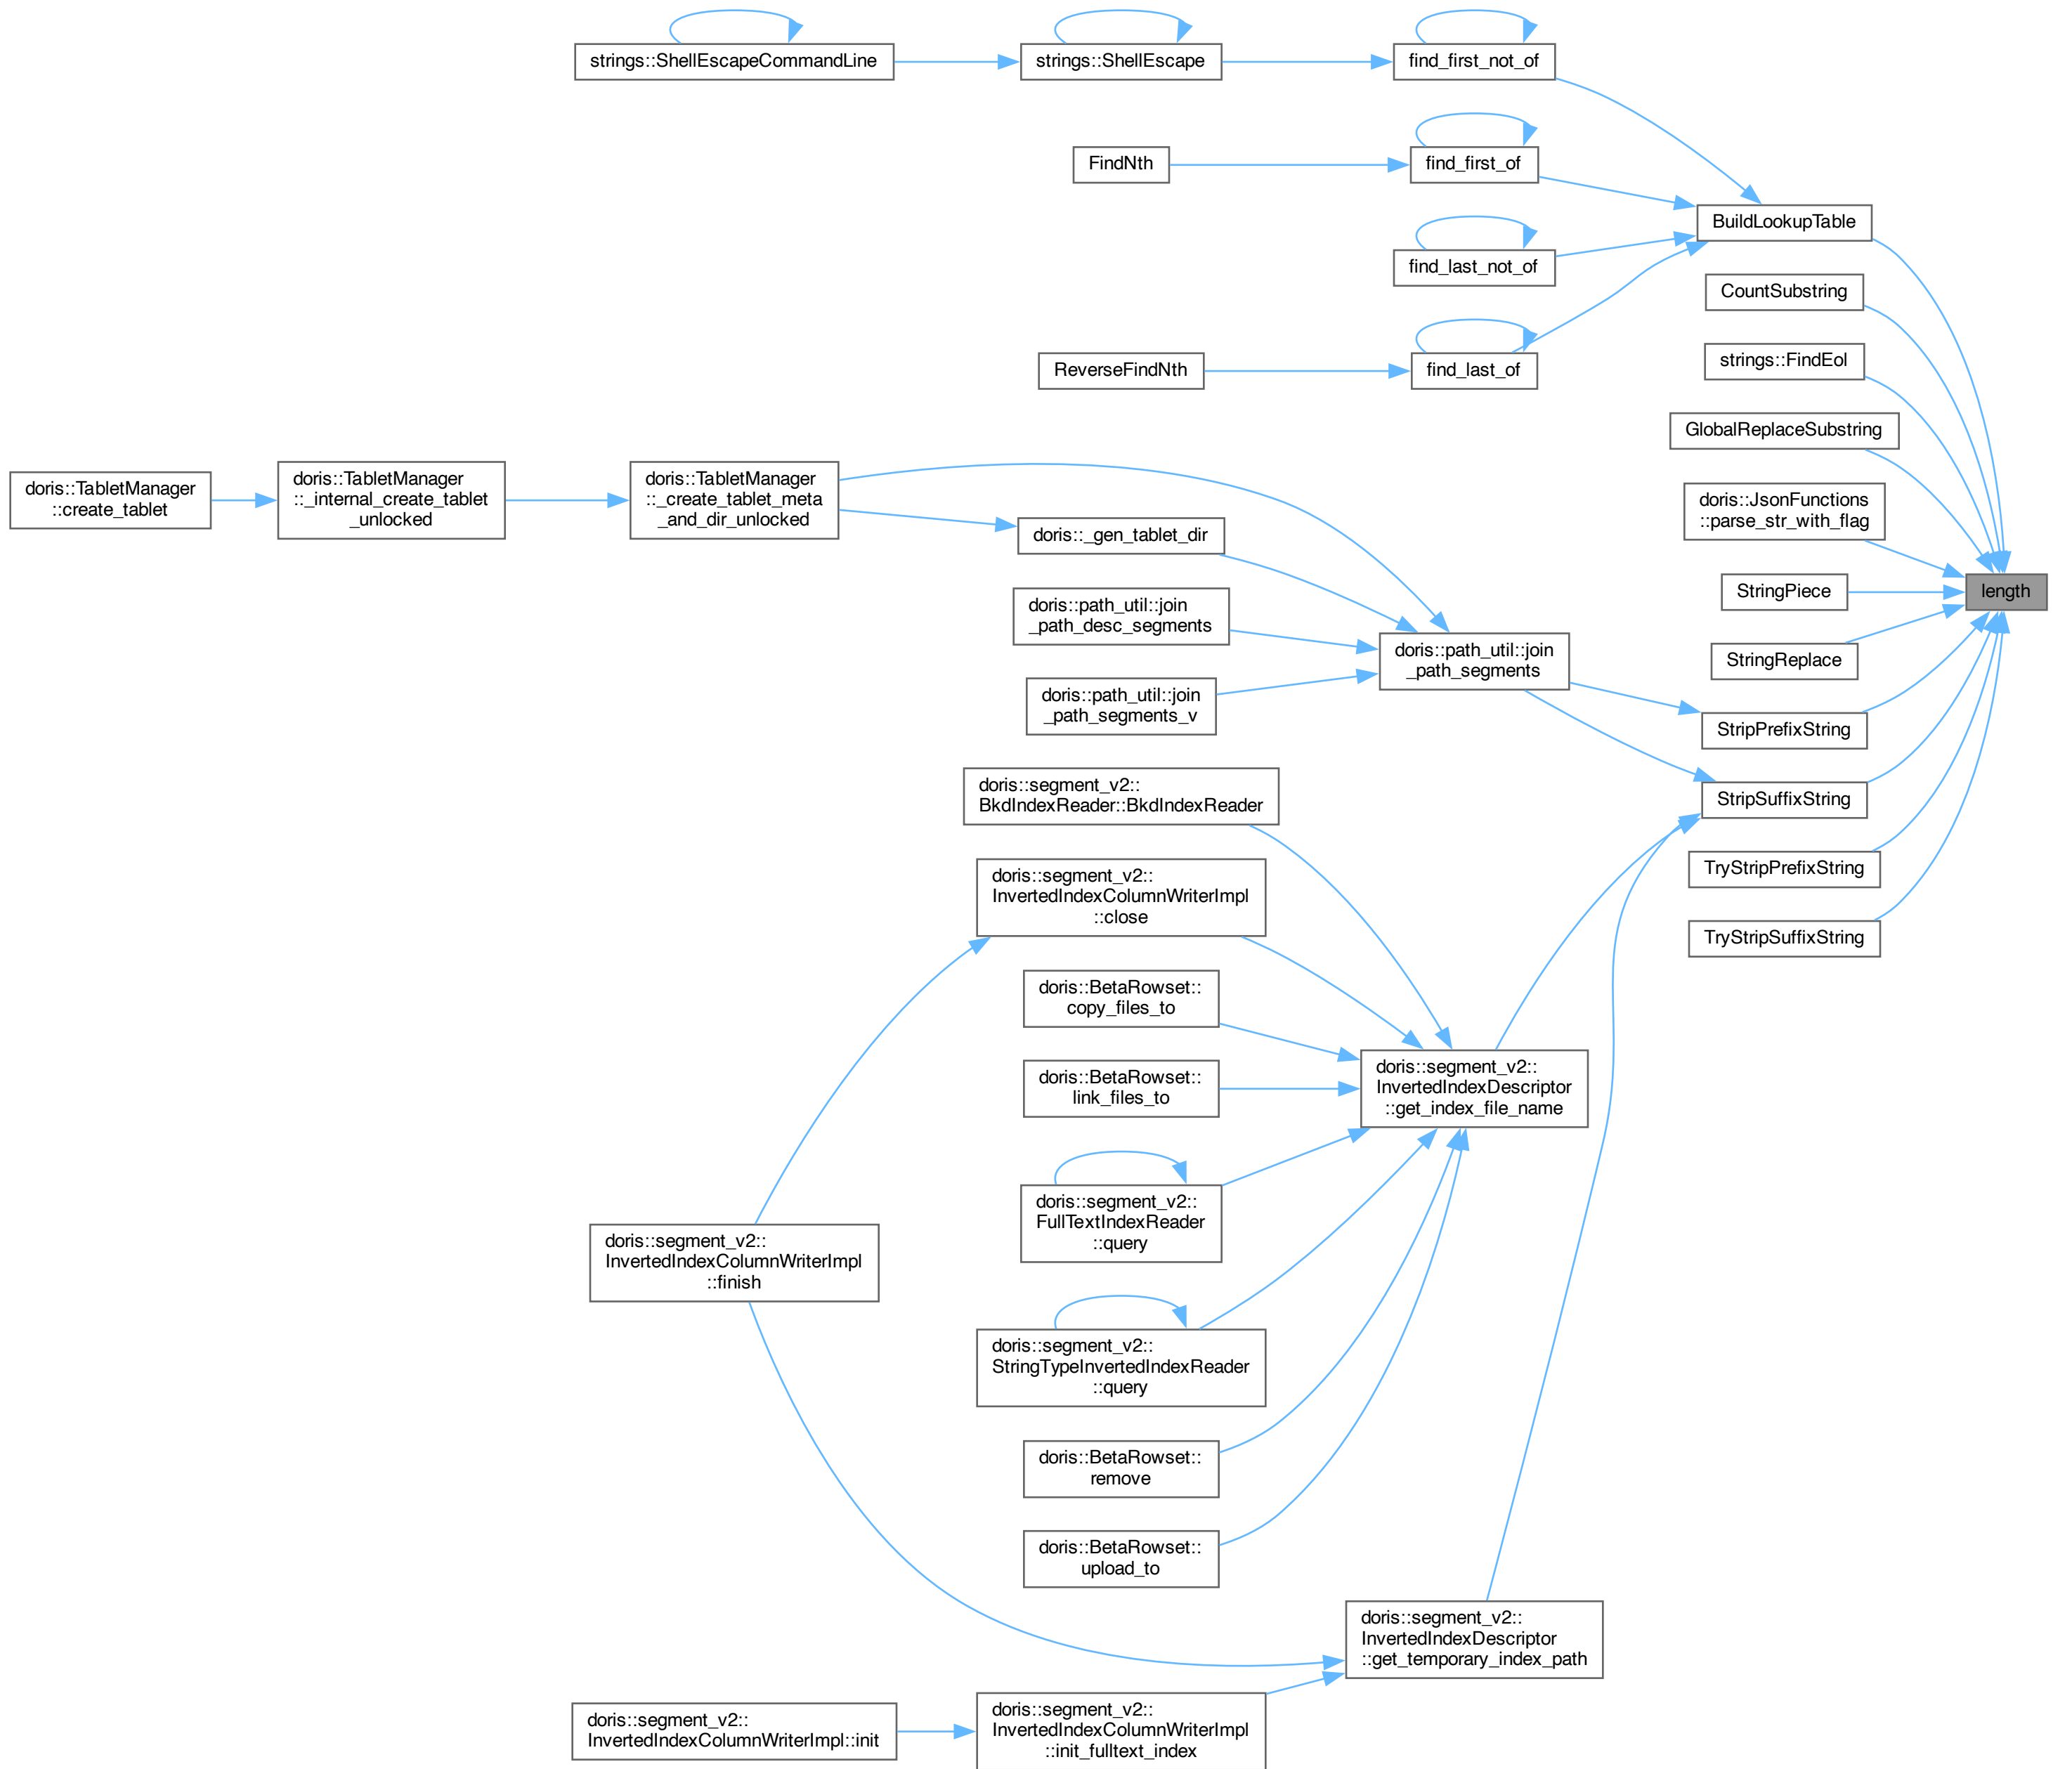 strings::ShellEscapeCommandLine
strings::ShellEscape
find_first_not_of
FindNth
find_first_of
BuildLookupTable
find_last_not_of
CountSubstring
strings::FindEol
ReverseFindNth
find_last_of
GlobalReplaceSubstring
doris::TabletManager
::create_tablet
doris::TabletManager
::_internal_create_tablet
_unlocked
doris::TabletManager
::_create_tablet_meta
_and_dir_unlocked
doris::_gen_tablet_dir
doris::JsonFunctions
::parse_str_with_flag
length
StringPiece
doris::path_util::join
_path_desc_segments
doris::path_util::join
_path_segments
StringReplace
doris::path_util::join
_path_segments_v
StripPrefixString
doris::segment_v2::
BkdIndexReader::BkdIndexReader
StripSuffixString
doris::segment_v2::
InvertedIndexColumnWriterImpl
::close
TryStripPrefixString
TryStripSuffixString
doris::BetaRowset::
copy_files_to
doris::BetaRowset::
link_files_to
doris::segment_v2::
InvertedIndexDescriptor
::get_index_file_name
doris::segment_v2::
FullTextIndexReader
::query
doris::segment_v2::
InvertedIndexColumnWriterImpl
::finish
doris::segment_v2::
StringTypeInvertedIndexReader
::query
doris::BetaRowset::
remove
doris::BetaRowset::
upload_to
doris::segment_v2::
InvertedIndexDescriptor
::get_temporary_index_path
doris::segment_v2::
InvertedIndexColumnWriterImpl::init
doris::segment_v2::
InvertedIndexColumnWriterImpl
::init_fulltext_index